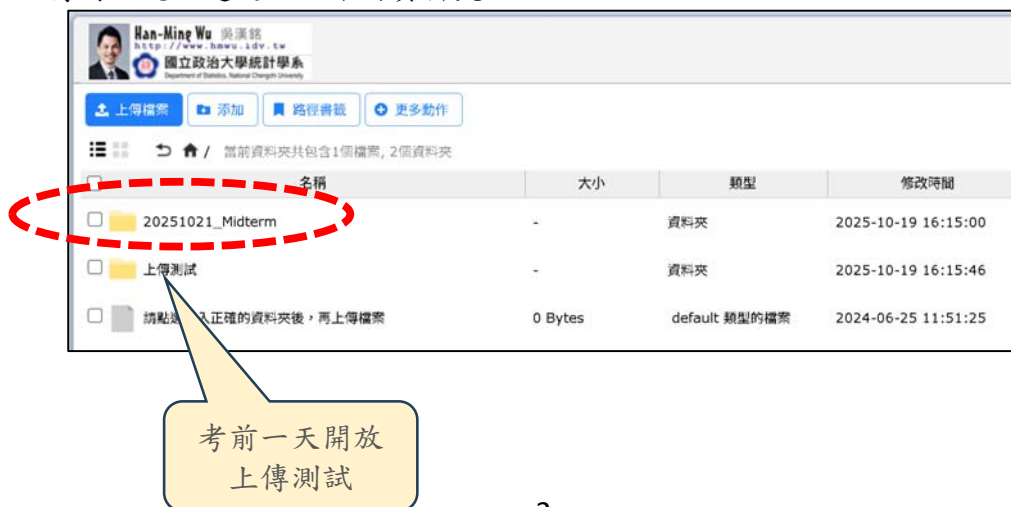 Han-Ming Wu 吳漢銘
http://www.hmwu.idv.tw
國立政治大學統計學系
Department of Statistics, National Chengchi University
上傳檔案 添加 路徑書籤 更多動作
/ 當前資料夾共包含1個檔案, 2個資料夾
名稱 大小 類型 修改時間
20251021_Midterm - 資料夾 2025-10-19 16:15:00
上傳測試 - 資料夾 2025-10-19 16:15:46
請點選 入正確的資料夾後，再上傳檔案 0 Bytes default 類型的檔案 2024-06-25 11:51:25
考前一天開放
上傳測試